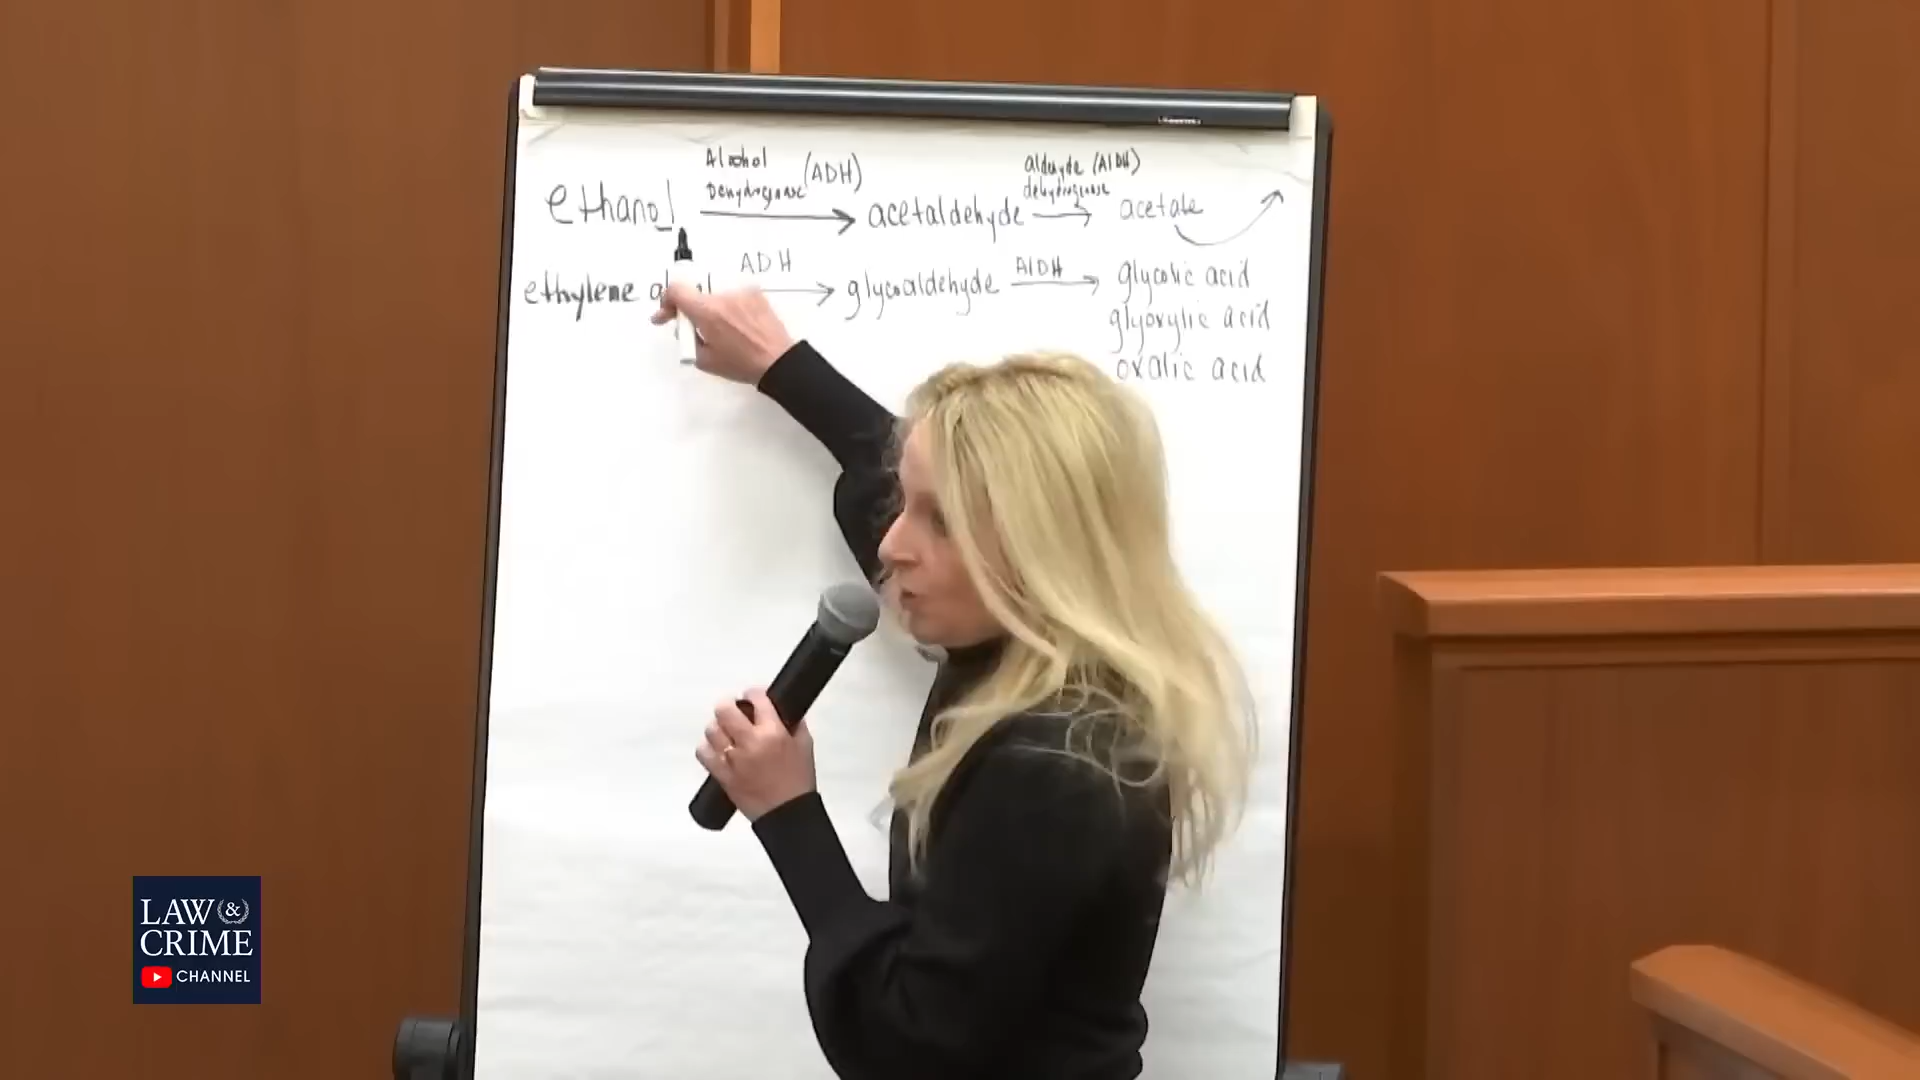 Alcohol (ADH) aldehyde (AlDH)
Dehydrogenase dehydrogenase
ethanol acetaldehyde acetate
ADH AlDH
ethylene glycoaldehyde glycolic acid
glyoxylic acid
oxalic acid
LAW &
CRIME
CHANNEL